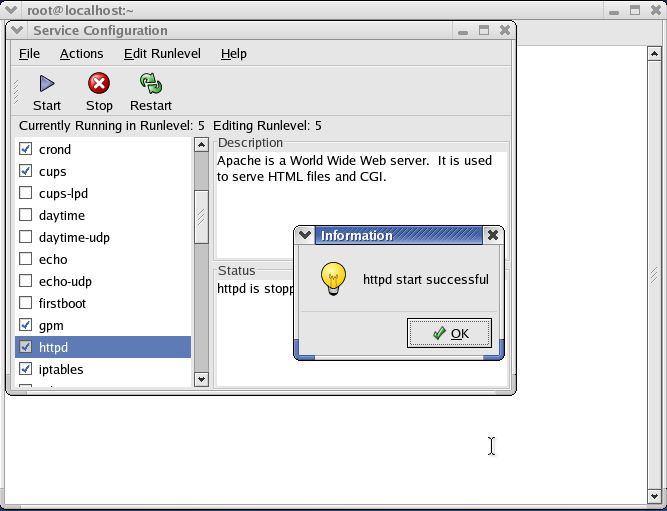 root@localhost:~
Service Configuration
File Actions Edit Runlevel Help
Start Stop Restart
Currently Running in Runlevel: 5 Editing Runlevel: 5
crond
cups
cups-lpd
daytime
daytime-udp
echo
echo-udp
firstboot
gpm
httpd
iptables
Description
Apache is a World Wide Web server. It is used
to serve HTML files and CGI.
Status
httpd is stopp
Information
httpd start successful
OK